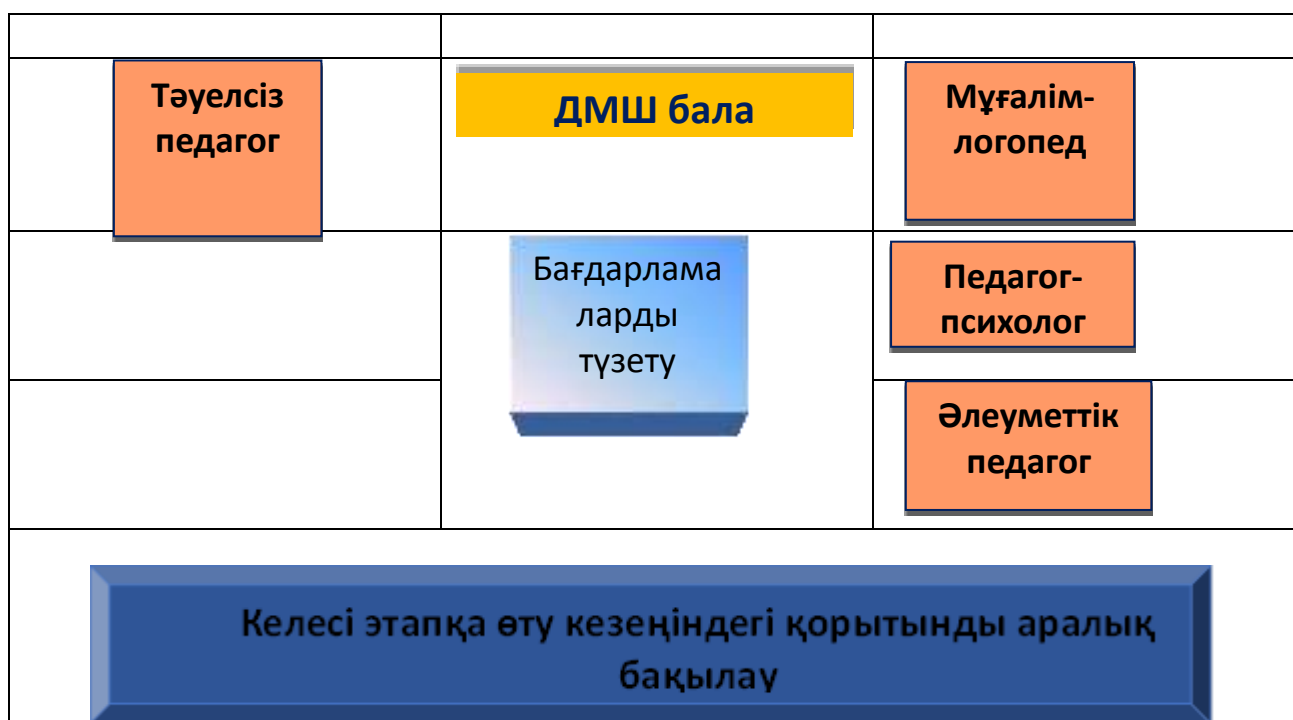 Тәуелсіз
педагог
ДМШ бала
Мұғалім-
логопед
Бағдарлама
ларды
түзету
Педагог-
психолог
Әлеуметтік
педагог
Келесі этапқа өту кезеңіндегі қорытынды аралық
бақылау